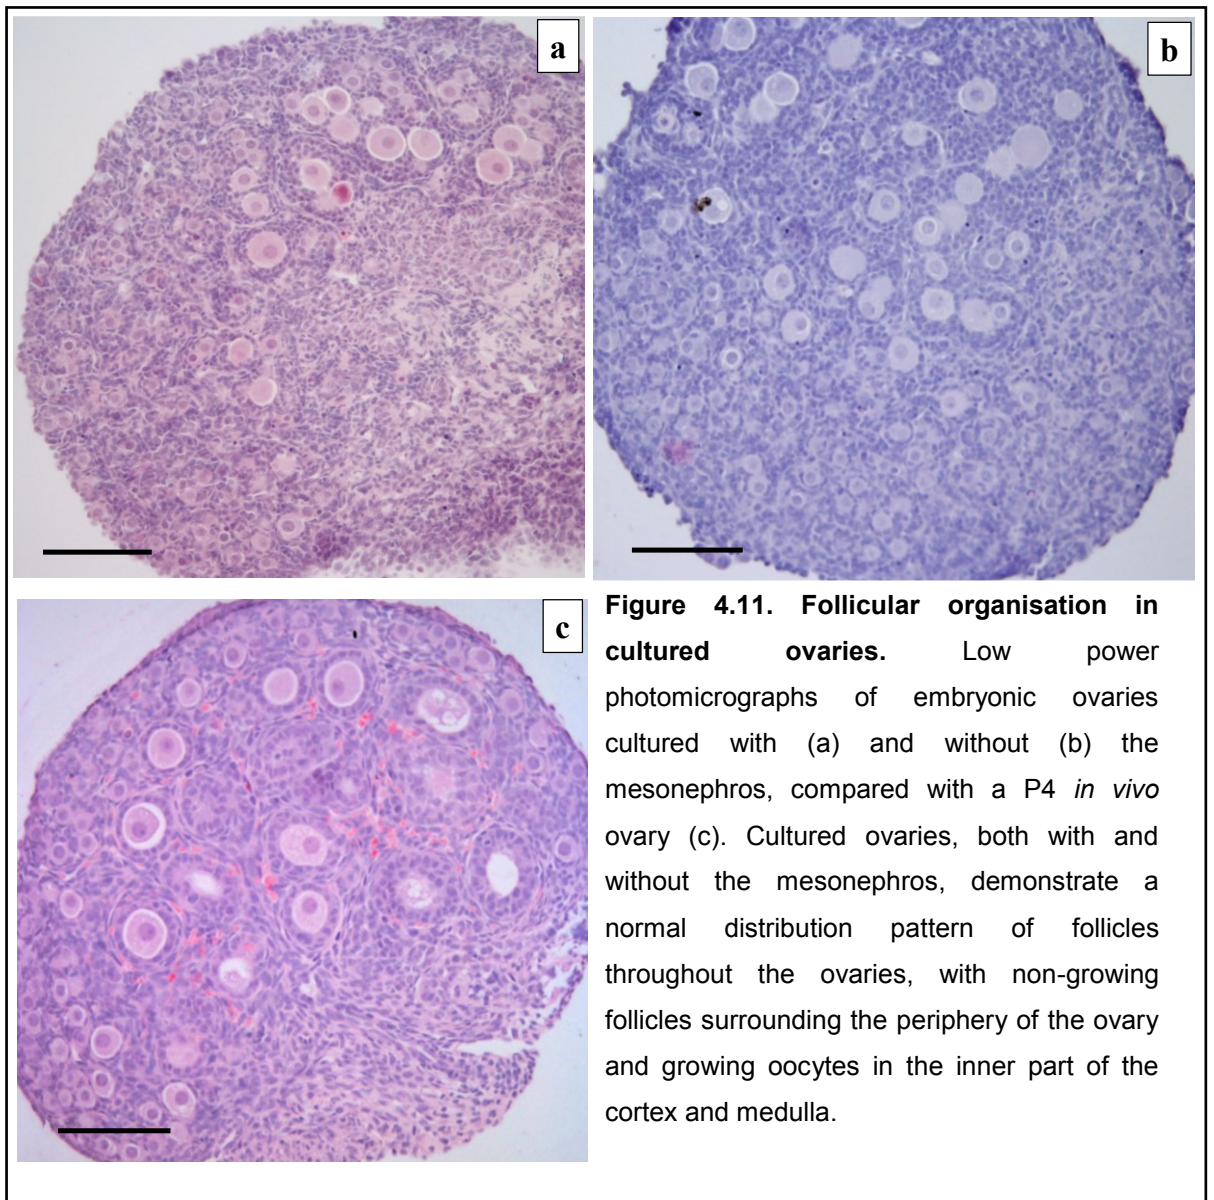 a
b
c
Figure 4.11. Follicular organisation in
cultured ovaries. Low power
photomicrographs of embryonic ovaries
cultured with (a) and without (b) the
mesonephros, compared with a P4 in vivo
ovary (c). Cultured ovaries, both with and
without the mesonephros, demonstrate a
normal distribution pattern of follicles
throughout the ovaries, with non-growing
follicles surrounding the periphery of the ovary
and growing oocytes in the inner part of the
cortex and medulla.